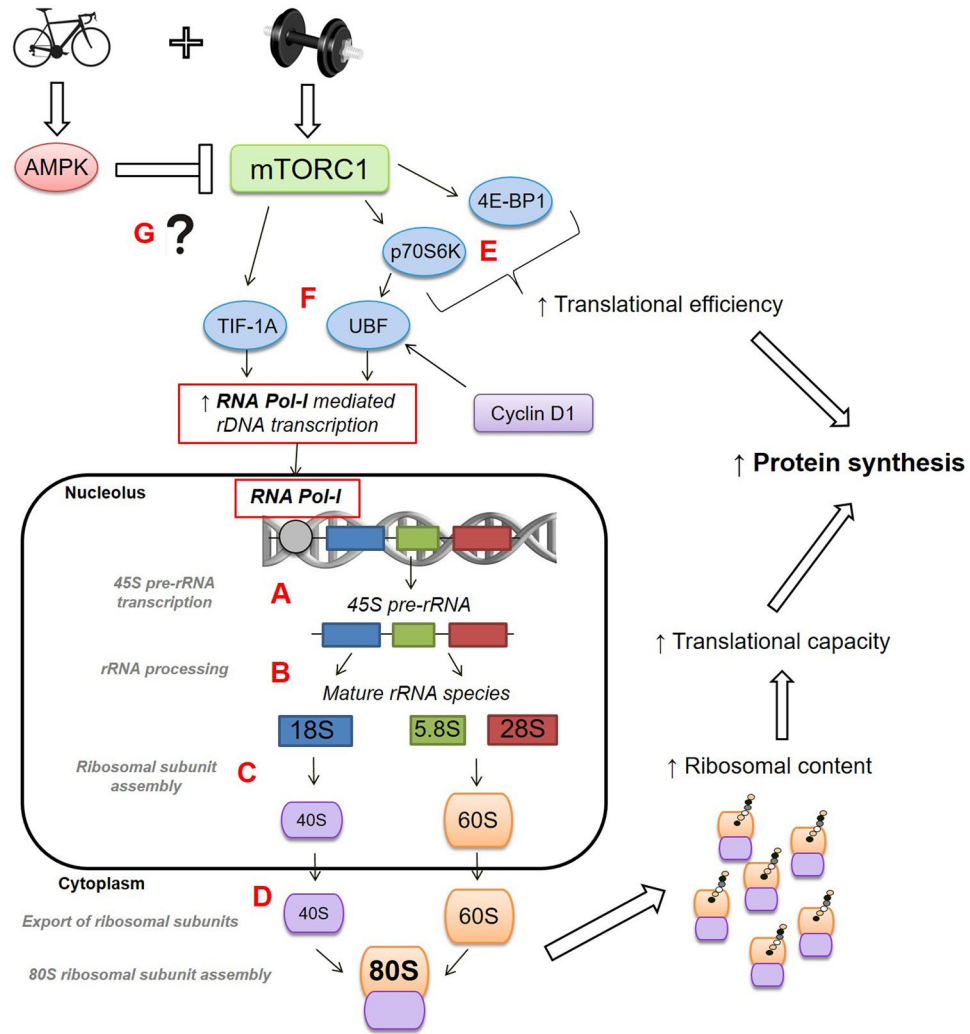 AMPK
mTORC1
4E-BP1
G ?
p70S6K
E
F
TIF-1A
UBF
↑ Translational efficiency
↑ RNA Pol-I mediated
rDNA transcription
Cyclin D1
↑ Protein synthesis
Nucleolus
RNA Pol-I
45S pre-rRNA
transcription
A
45S pre-rRNA
rRNA processing
B
Mature rRNA species
18S
5.8S
28S
↑ Translational capacity
Ribosomal subunit
assembly
C
40S
60S
↑ Ribosomal content
Cytoplasm
D
Export of ribosomal subunits
40S
60S
80S ribosomal subunit assembly
80S